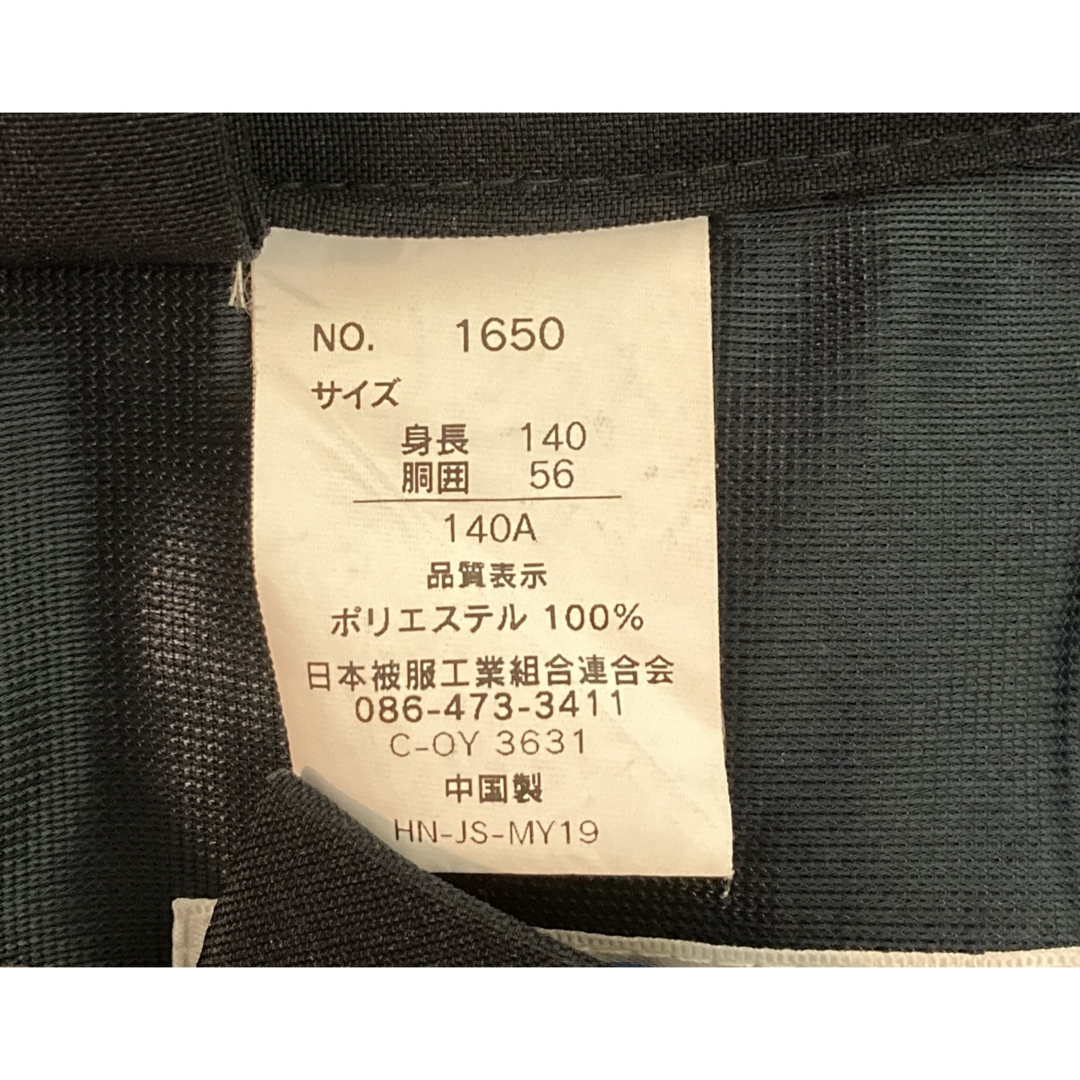 NO. 1650
サイズ
身長 140
胴囲 56
140A
品質表示
ポリエステル 100%
日本被服工業組合連合会
086-473-3411
C-OY 3631
中国製
HN-JS-MY19